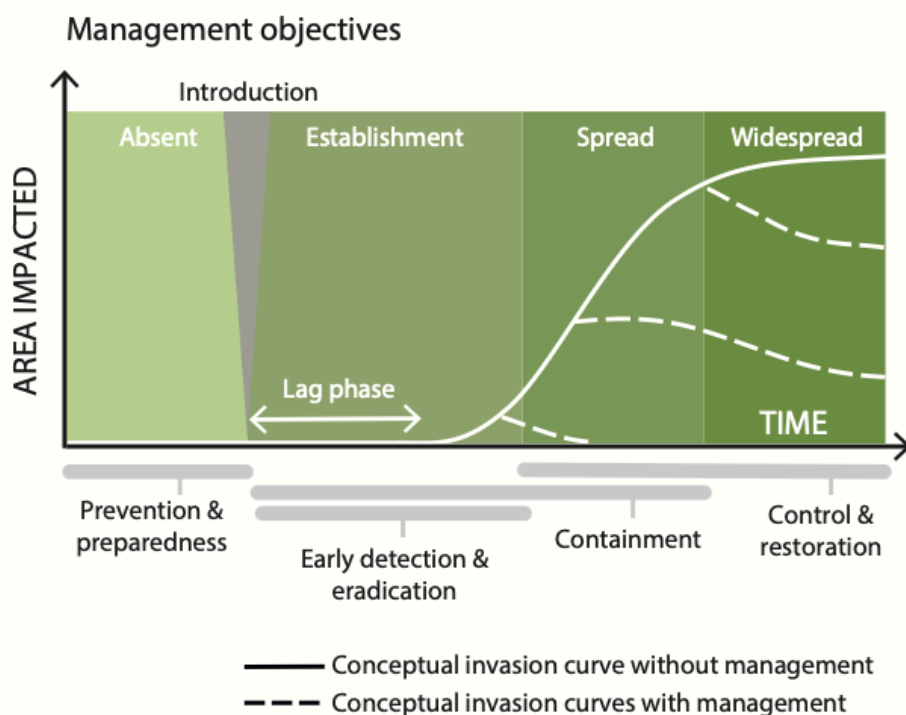 Management objectives
Introduction
Absent
Establishment
Spread
Widespread
AREA IMPACTED
Lag phase
TIME
Prevention &
preparedness
Early detection &
eradication
Containment
Control &
restoration
Conceptual invasion curve without management
Conceptual invasion curves with management